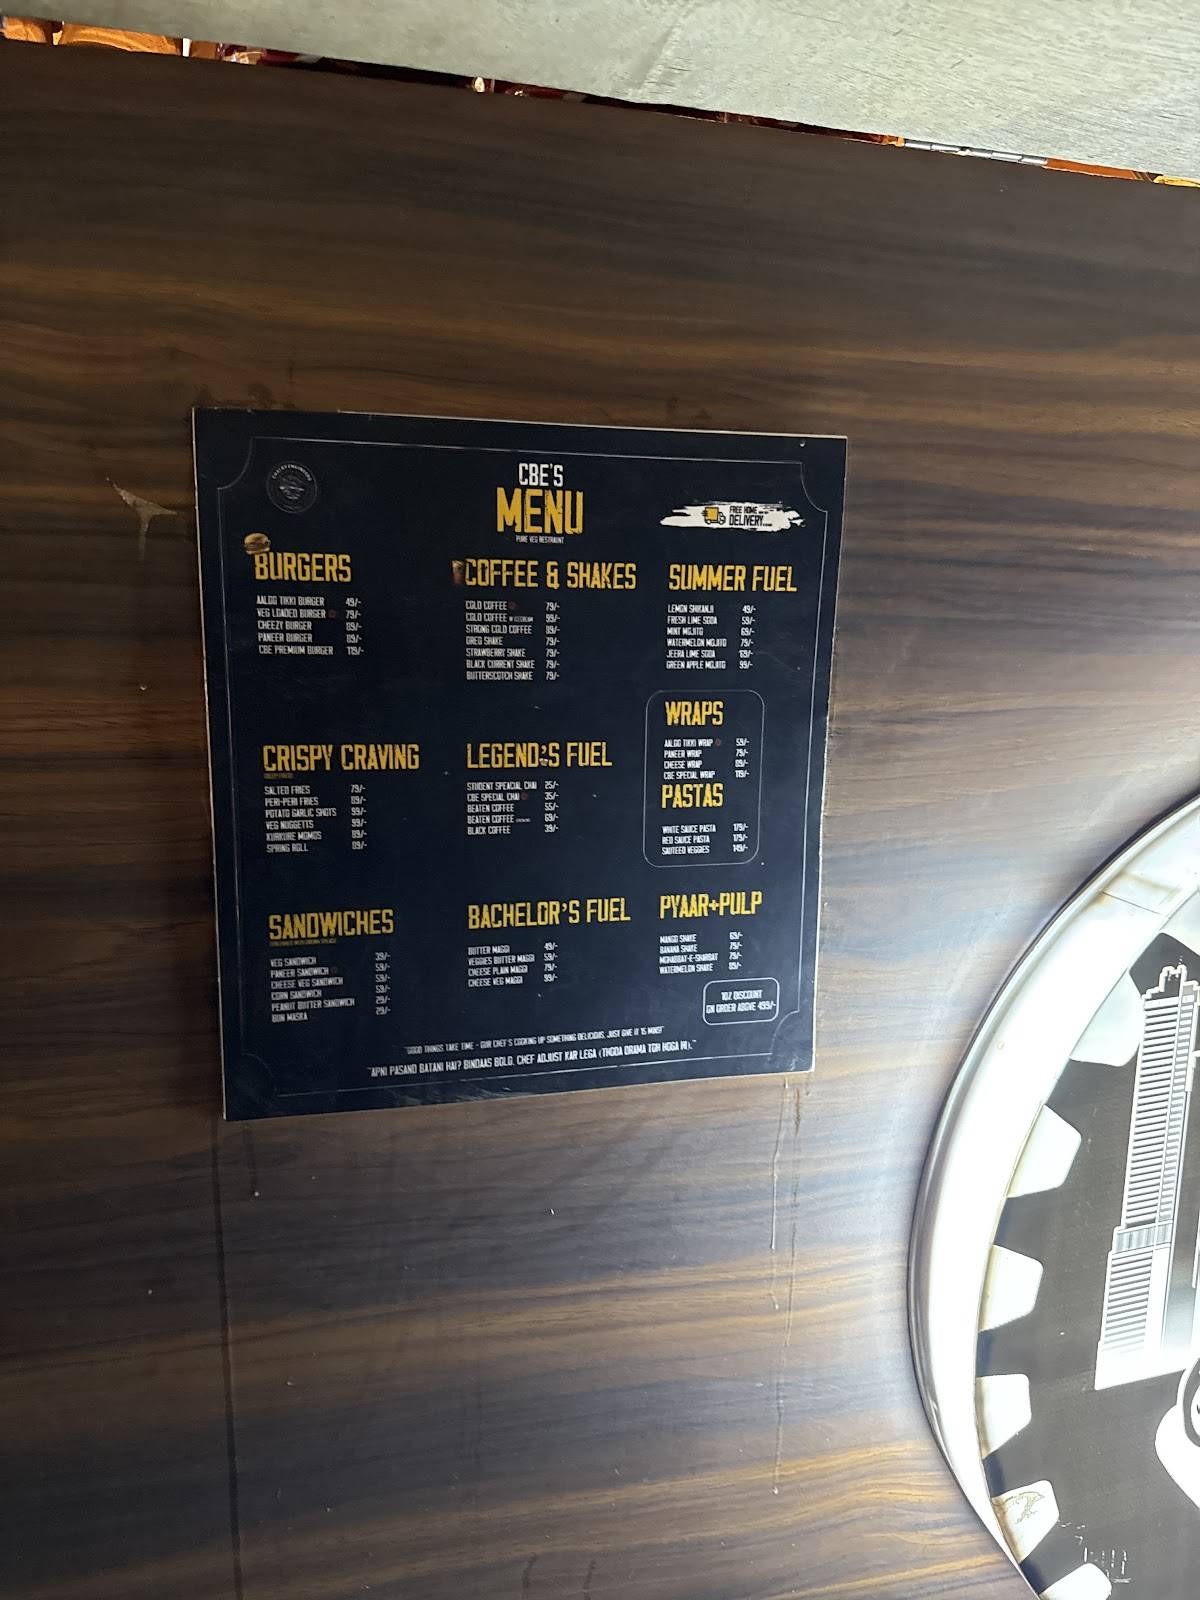 CBE'S
MENU
PURE VEG RESTRAUNT
FREE HOME
DELIVERY....
BURGERS
AALOO TIKKI BURGER 49/-
VEG LOADED BURGER 79/-
CHEEZY BURGER 89/-
PANEER BURGER 89/-
CBE PREMIUM BURGER 119/-
COFFEE & SHAKES
COLD COFFEE 79/-
COLD COFFEE W ICECREAM 99/-
STRONG COLD COFFEE 89/-
OREO SHAKE 79/-
STRAWBERRY SHAKE 79/-
BLACK CURRENT SHAKE 79/-
BUTTERSCOTCH SHAKE 79/-
SUMMER FUEL
LEMON SHIKANJI 49/-
FRESH LIME SODA 59/-
MINT MOJITO 69/-
WATERMELON MOJITO 79/-
JEERA LIME SODA
GREEN APPLE MOJITO 99/-
CRISPY CRAVING
SALTED FRIES 79/-
PERI-PERI FRIES 89/-
POTATO GARLIC SHOTS 99/-
VEG NUGGETTS 99/-
KURKURE MOMOS 89/-
SPRING ROLL 89/-
LEGEND'S FUEL
STUDENT SPEACIAL CHAI 25/-
CBE SPECIAL CHAI 35/-
BEATEN COFFEE 55/-
BEATEN COFFEE 69/-
BLACK COFFEE 39/-
WRAPS
AALOO TIKKI WRAP 59/-
PANEER WRAP 79/-
CHEESE WRAP 89/-
CBE SPECIAL WRAP 119/-
PASTAS
WHITE SAUCE PASTA 179/-
RED SAUCE PASTA 179/-
SAUTEED VEGGIES 149/-
SANDWICHES
VEG SANDWICH 39/-
PANEER SANDWICH 59/-
CHEESE VEG SANDWICH 59/-
CORN SANDWICH 59/-
PEANUT BUTTER SANDWICH 29/-
BUN MASKA 29/-
BACHELOR'S FUEL
BUTTER MAGGI 49/-
VEGGIES BUTTER MAGGI 59/-
CHEESE PLAIN MAGGI 79/-
CHEESE VEG MAGGI 99/-
PYAAR+PULP
MANGO SHAKE 69/-
BANANA SHAKE 79/-
MOHABBAT-E-SHARBAT 79/-
WATERMELON SHAKE 89/-
10% DISCOUNT
ON ORDER ABOVE 499/-
"GOOD THINGS TAKE TIME - OUR CHEF'S COOKING UP SOMETHING DELICIOUS, JUST GIVE IT 15 MINS!"
"APNI PASAND BATANI HAI? BINDAAS BOLO, CHEF ADJUST KAR LEGA (THODA DRAMA TOH HOGA HI)."